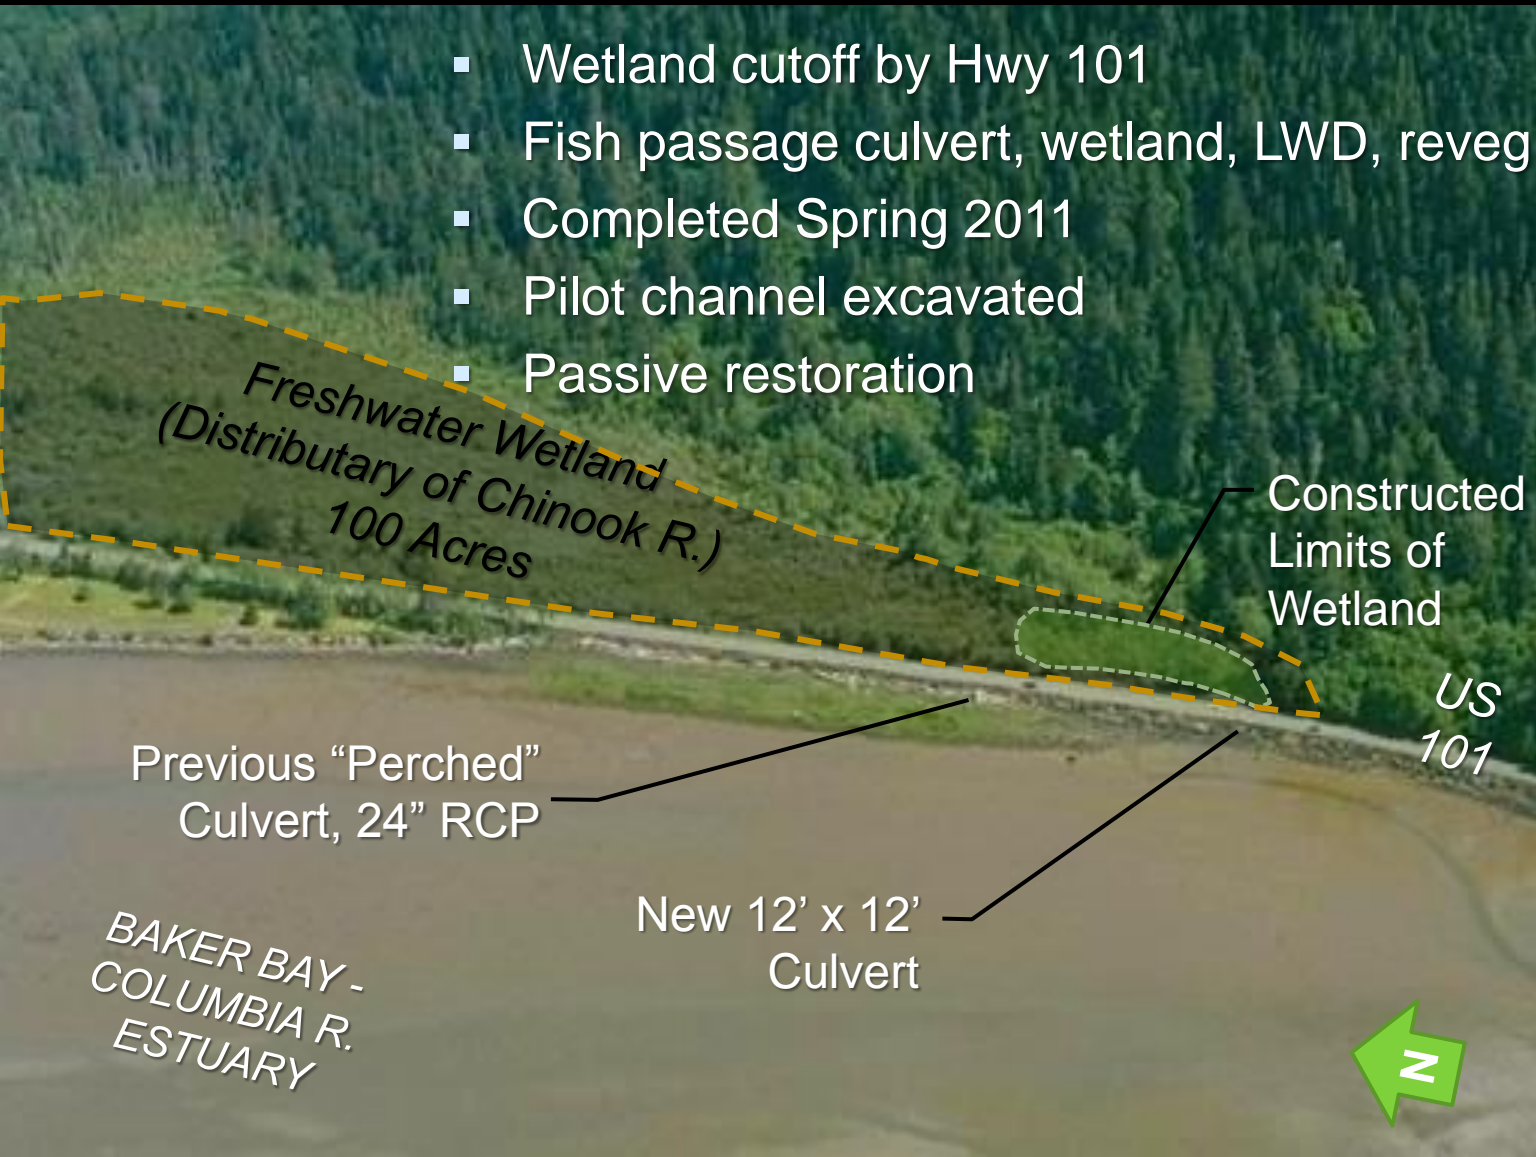 Wetland cutoff by Hwy 101
Fish passage culvert, wetland, LWD, reveg
Completed Spring 2011
Pilot channel excavated
Passive restoration
Freshwater Wetland
(Distributary of Chinook R.)
100 Acres
Constructed
Limits of
Wetland
US
101
Previous “Perched”
Culvert, 24” RCP
New 12’ x 12’
Culvert
BAKER BAY -
COLUMBIA R.
ESTUARY
N